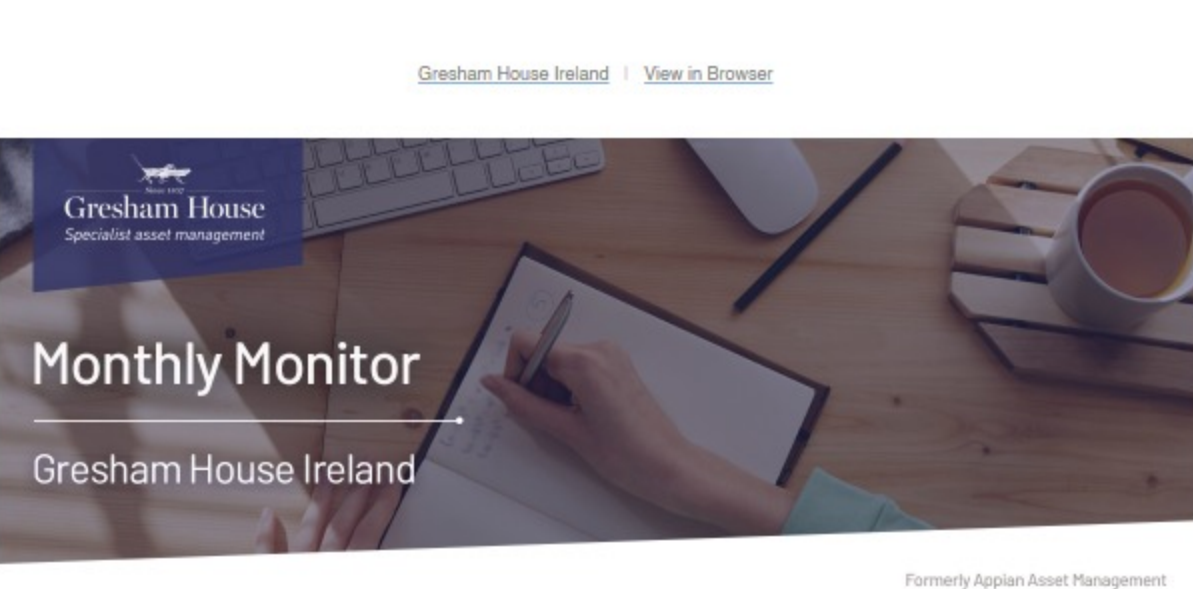 Gresham House Ireland | View in Browser
Since 1857
Gresham House
Specialist asset management
Monthly Monitor
Gresham House Ireland
Formerly Appian Asset Management